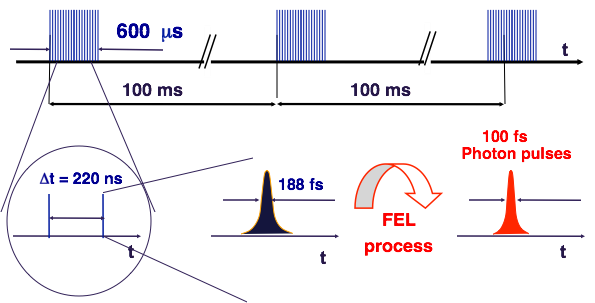 600 μs
t
100 ms
100 ms
Δt = 220 ns
t
188 fs
t
FEL
process
100 fs
Photon pulses
t